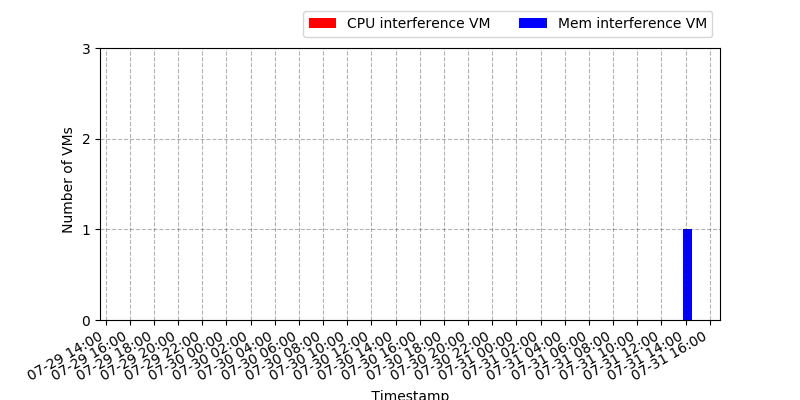 CPU interference VM Mem interference VM
3
2
1
0
Number of VMs
07-29 14:00 07-29 16:00 07-29 18:00 07-29 20:00 07-29 22:00 07-30 00:00 07-30 02:00 07-30 04:00 07-30 06:00 07-30 08:00 07-30 10:00 07-30 12:00 07-30 14:00 07-30 16:00 07-30 18:00 07-30 20:00 07-30 22:00 07-31 00:00 07-31 02:00 07-31 04:00 07-31 06:00 07-31 08:00 07-31 10:00 07-31 12:00 07-31 14:00 07-31 16:00
Timestamp